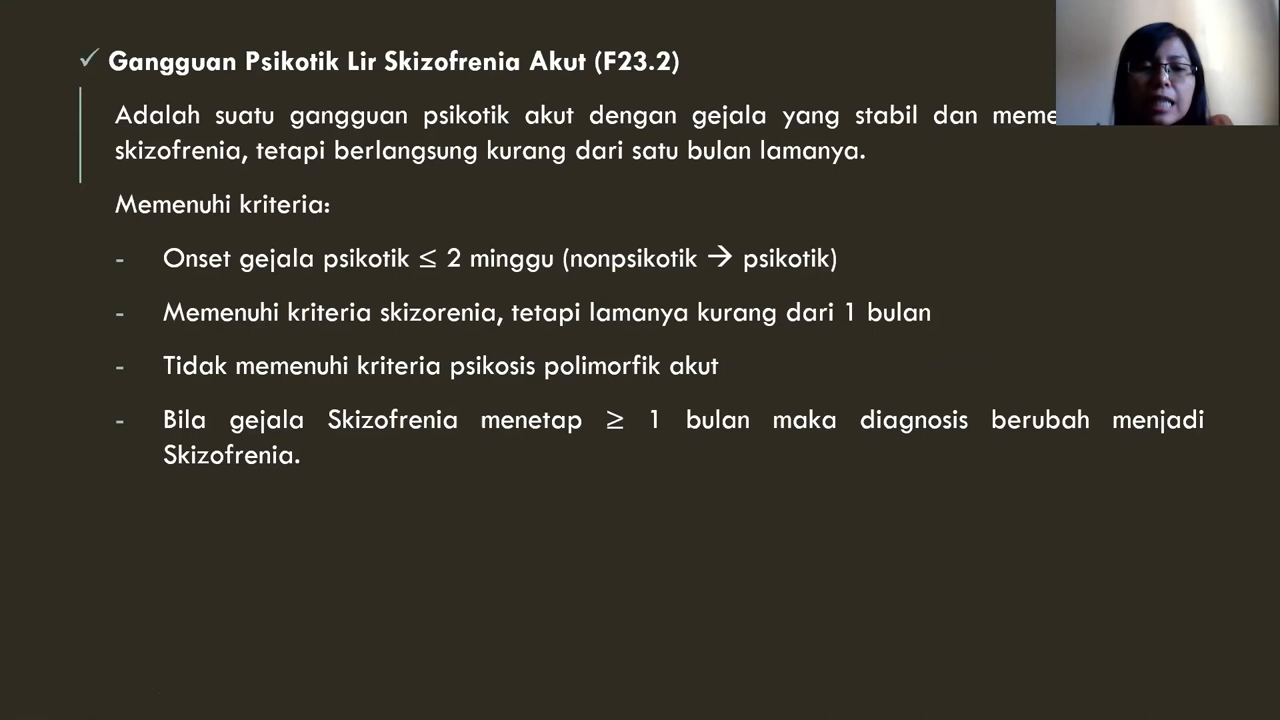 ✓ Gangguan Psikotik Lir Skizofrenia Akut (F23.2)
Adalah suatu gangguan psikotik akut dengan gejala yang stabil dan
skizofrenia, tetapi berlangsung kurang dari satu bulan lamanya.
Memenuhi kriteria:
- Onset gejala psikotik ≤ 2 minggu (nonpsikotik → psikotik)
- Memenuhi kriteria skizorenia, tetapi lamanya kurang dari 1 bulan
- Tidak memenuhi kriteria psikosis polimorfik akut
- Bila gejala Skizofrenia menetap ≥ 1 bulan maka diagnosis berubah menjadi
Skizofrenia.